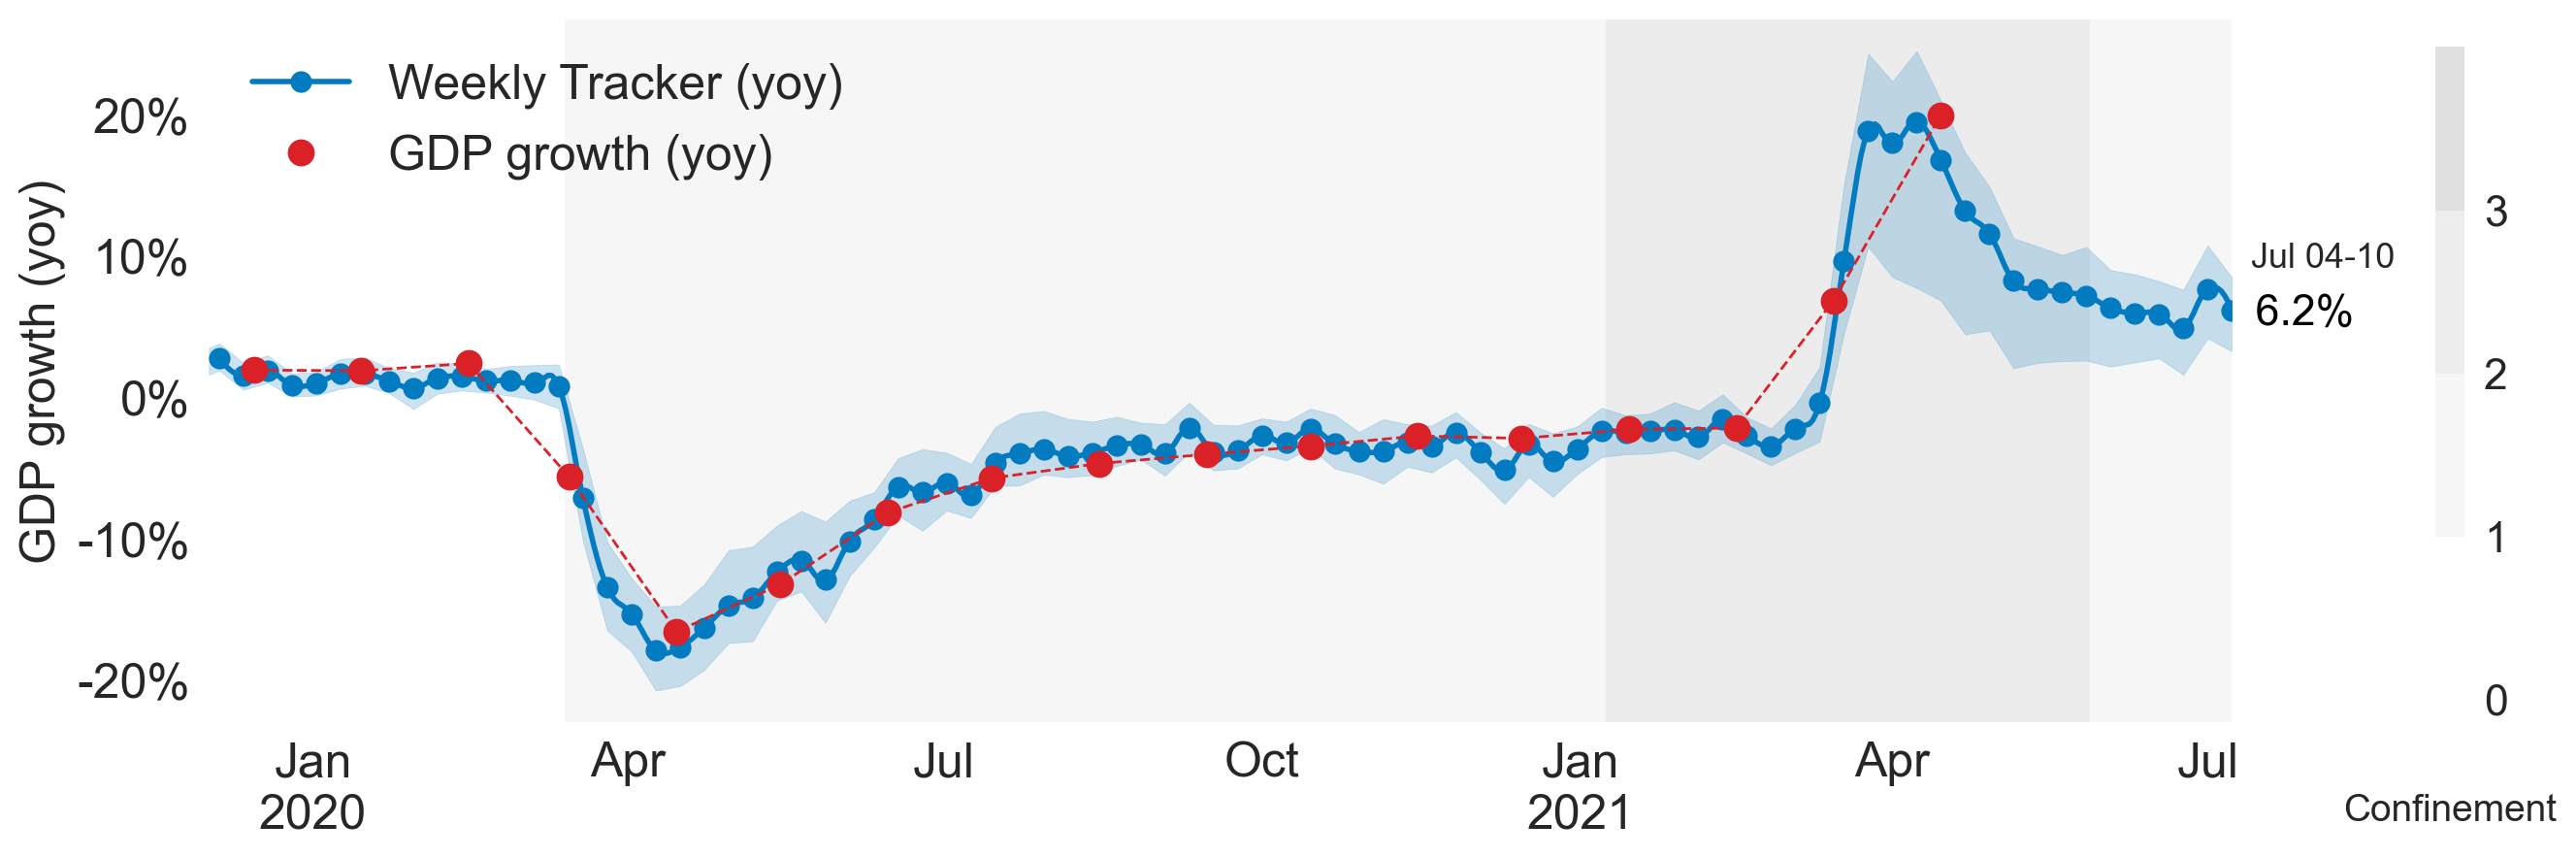 Weekly Tracker (yoy)
GDP growth (yoy)
GDP growth (yoy)
20%
10%
0%
-10%
-20%
Jan
2020
Apr
Jul
Oct
Jan
2021
Apr
Jul
Jul 04-10
6.2%
3
2
1
0
Confinement